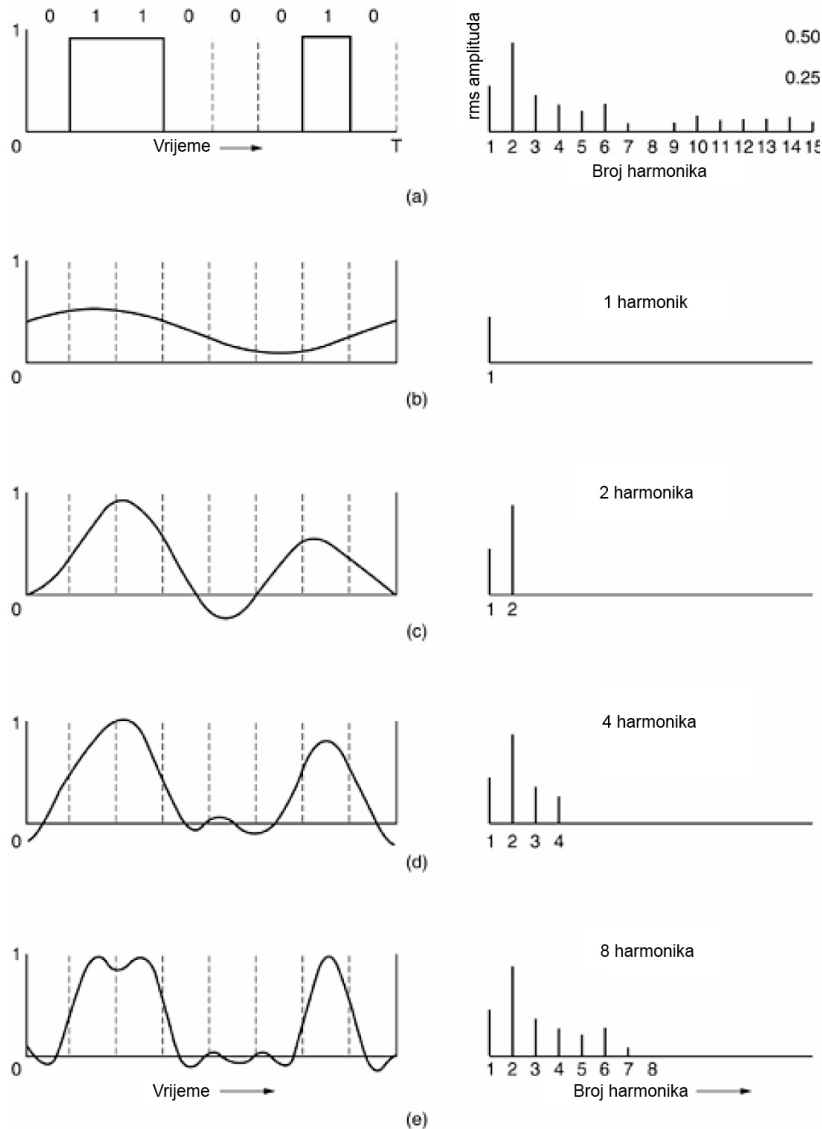 0 1 1 0 0 0 1 0
1
0
Vrijeme
T
rms amplituda
0.50
0.25
1 2 3 4 5 6 7 8 9 10 11 12 13 14 15
Broj harmonika
(a)
1
0
1 harmonik
1
(b)
1
0
2 harmonika
1 2
(c)
1
0
4 harmonika
1 2 3 4
(d)
1
0
Vrijeme
8 harmonika
1 2 3 4 5 6 7 8
Broj harmonika
(e)